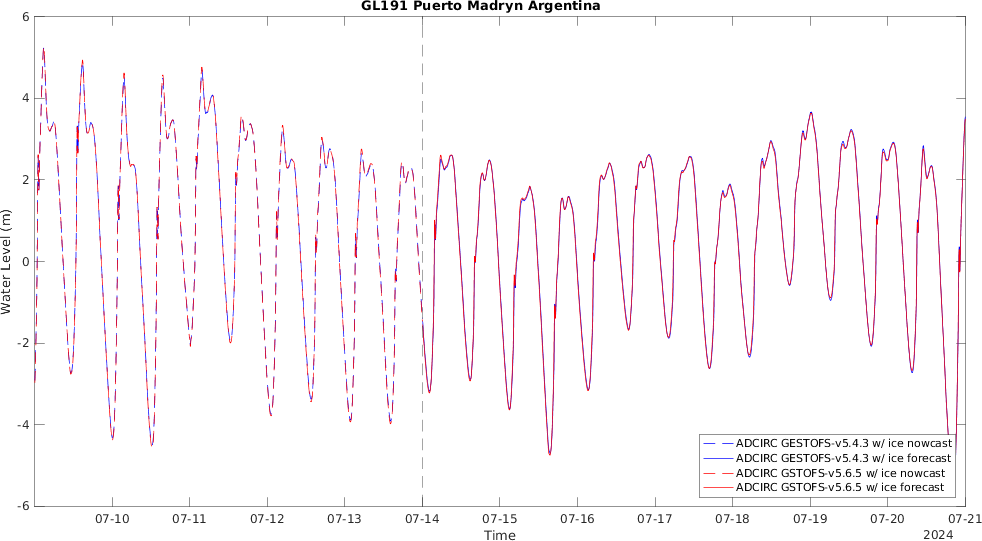 GL191 Puerto Madryn Argentina
6
4
2
0
-2
-4
-6
Water Level (m)
ADCIRC GESTOFS-v5.4.3 w/ ice nowcast
ADCIRC GESTOFS-v5.4.3 w/ ice forecast
ADCIRC GSTOFS-v5.6.5 w/ ice nowcast
ADCIRC GSTOFS-v5.6.5 w/ ice forecast
07-10 07-11 07-12 07-13 07-14 07-15 07-16 07-17 07-18 07-19 07-20 07-21
Time 2024